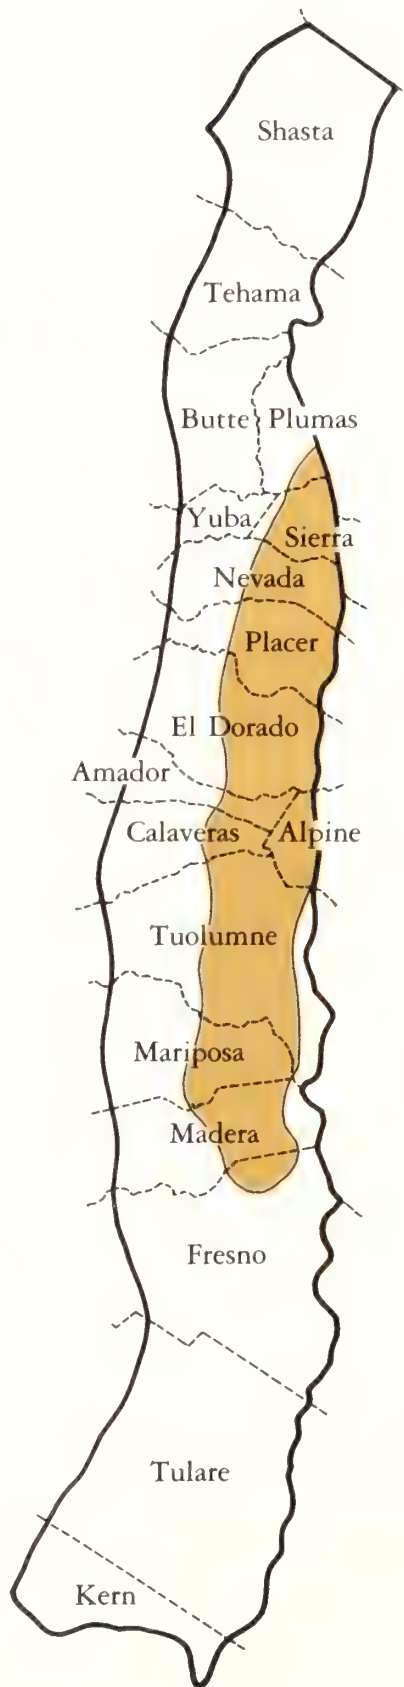 Shasta
Tehama
Butte Plumas
Yuba
Sierra
Nevada
Placer
El Dorado
Amador
Calaveras Alpine
Tuolumne
Mariposa
Madera
Fresno
Tulare
Kern